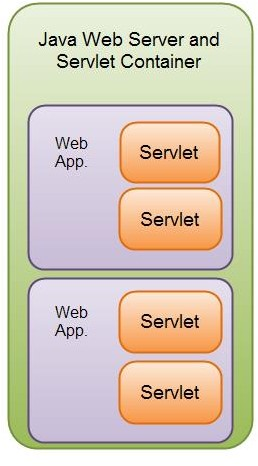 Java Web Server and
Servlet Container
Web
App.
Servlet
Servlet
Web
App.
Servlet
Servlet